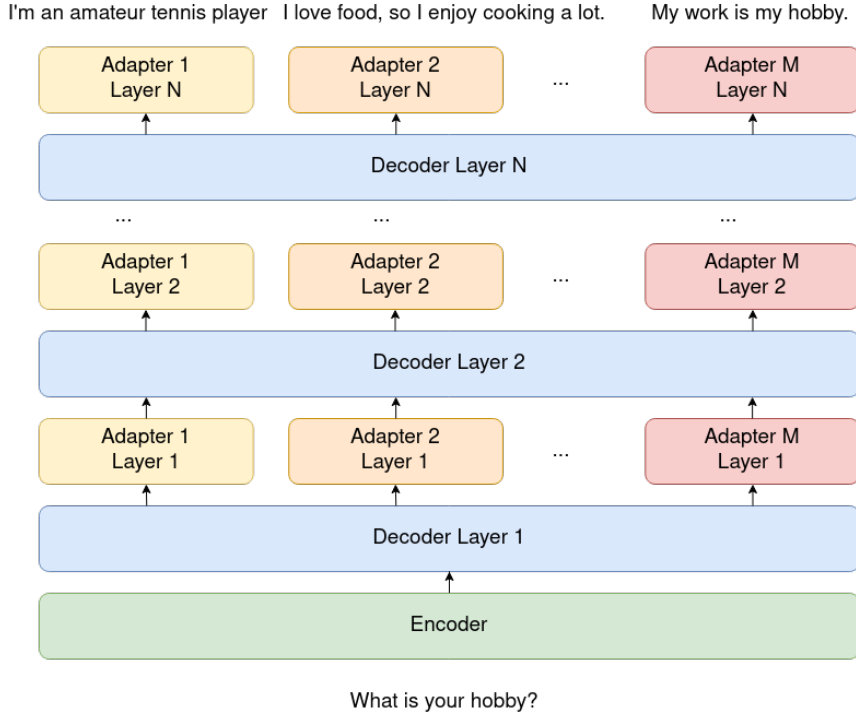 I'm an amateur tennis player
I love food, so I enjoy cooking a lot.
My work is my hobby.
Adapter 1
Layer N
Adapter 2
Layer N
...
Adapter M
Layer N
Decoder Layer N
...
...
...
Adapter 1
Layer 2
Adapter 2
Layer 2
...
Adapter M
Layer 2
Decoder Layer 2
Adapter 1
Layer 1
Adapter 2
Layer 1
...
Adapter M
Layer 1
Decoder Layer 1
Encoder
What is your hobby?